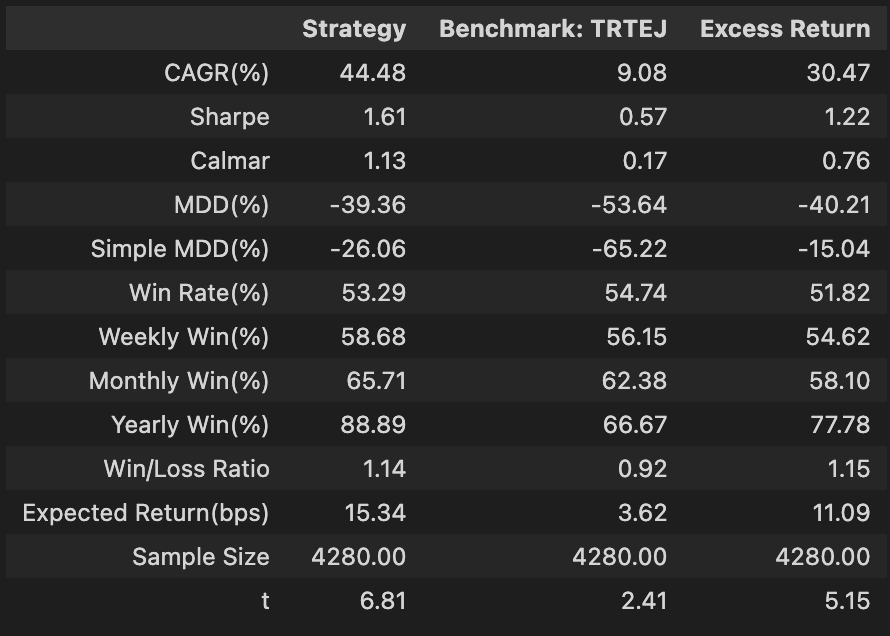 Strategy Benchmark: TRTEJ Excess Return
CAGR(%) 44.48 9.08 30.47
Sharpe 1.61 0.57 1.22
Calmar 1.13 0.17 0.76
MDD(%) -39.36 -53.64 -40.21
Simple MDD(%) -26.06 -65.22 -15.04
Win Rate(%) 53.29 54.74 51.82
Weekly Win(%) 58.68 56.15 54.62
Monthly Win(%) 65.71 62.38 58.10
Yearly Win(%) 88.89 66.67 77.78
Win/Loss Ratio 1.14 0.92 1.15
Expected Return(bps) 15.34 3.62 11.09
Sample Size 4280.00 4280.00 4280.00
t 6.81 2.41 5.15